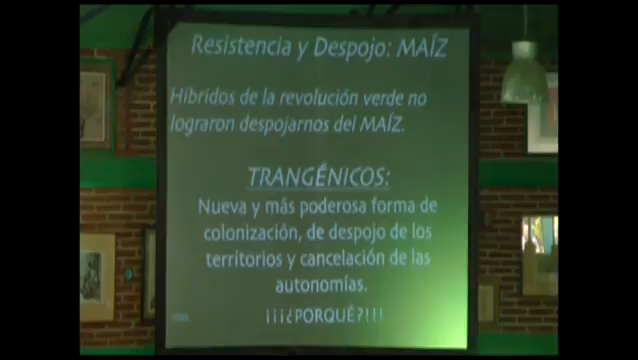 Resistencia y Despojo: MAÍZ
Híbridos de la revolución verde no
lograron despojarnos del MAÍZ.
TRANGÉNICOS:
Nueva y más poderosa forma de
colonización, de despojo de los
territorios y cancelación de las
autonomías.
¡¡¡¿PORQUÉ?!!!